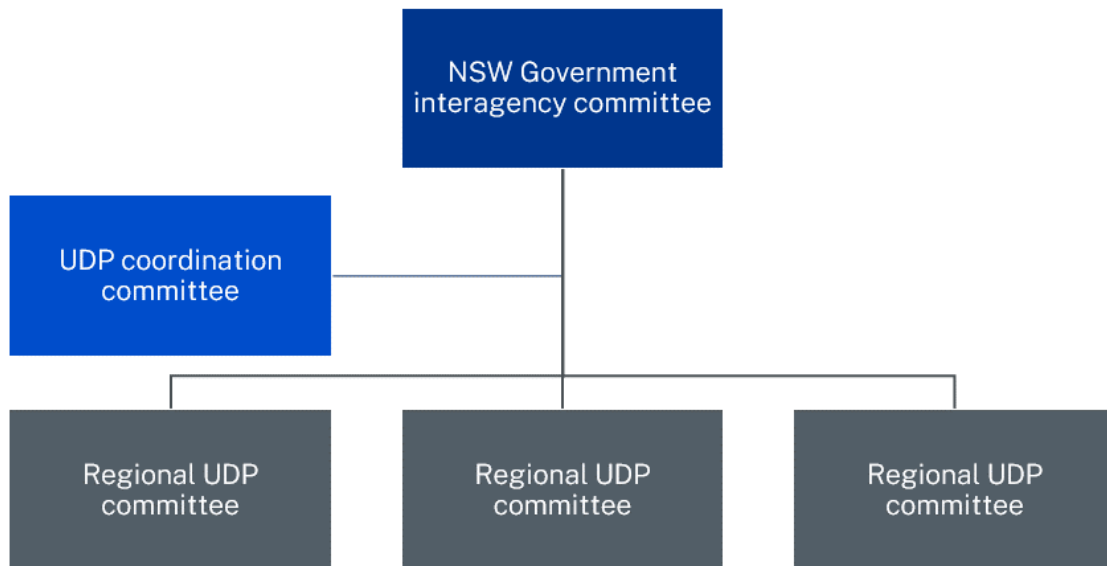 NSW Government
interagency committee
UDP coordination
committee
Regional UDP
committee
Regional UDP
committee
Regional UDP
committee